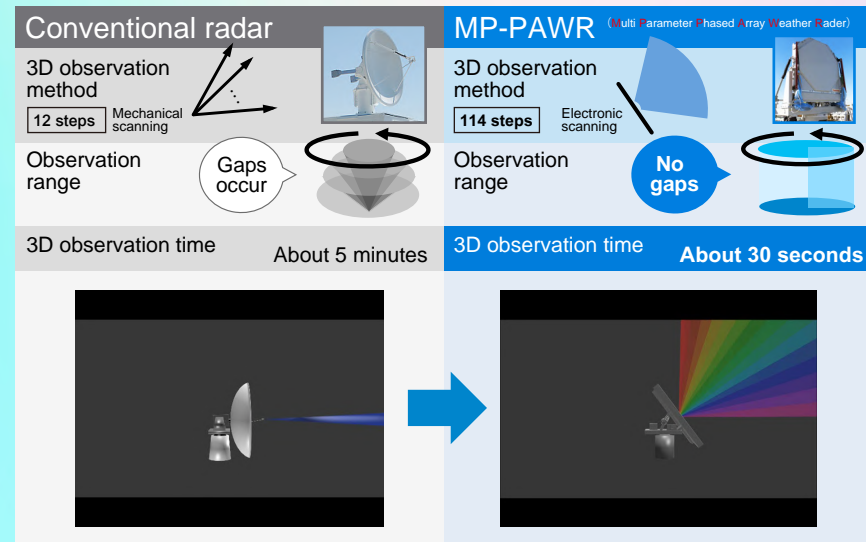 Conventional radar
3D observation
method
12 steps
Mechanical
scanning
Observation
range
Gaps
occur
3D observation time
About 5 minutes
MP-PAWR
(Multi Parameter Phased Array Weather Rader)
3D observation
method
114 steps
Electronic
scanning
Observation
range
No
gaps
3D observation time
About 30 seconds